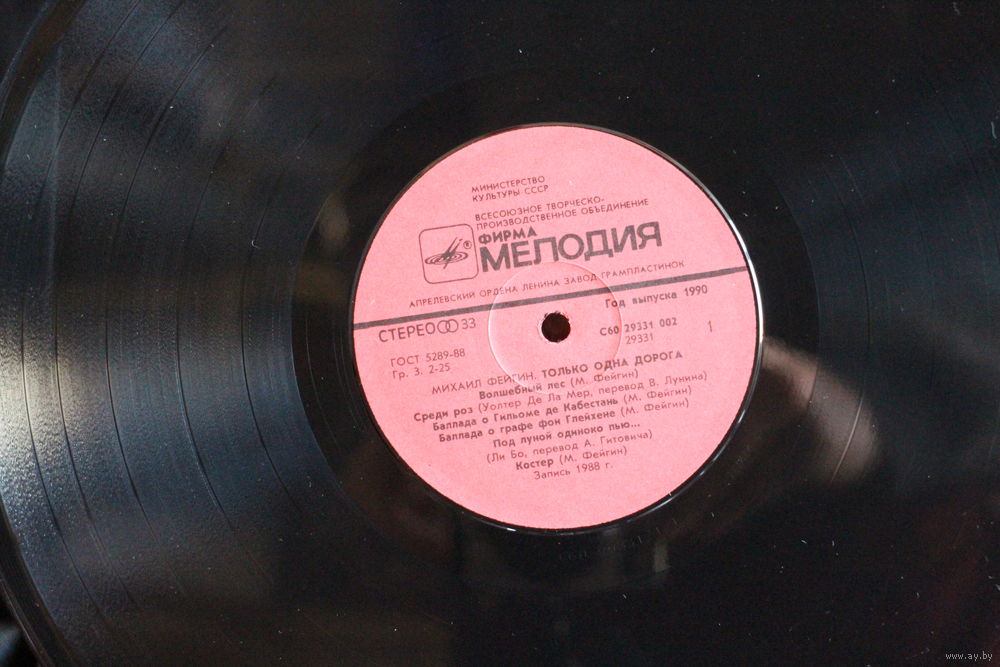 МИНИСТЕРСТВО
КУЛЬТУРЫ СССР
ВСЕСОЮЗНОЕ ТВОРЧЕСКО-
ПРОИЗВОДСТВЕННОЕ ОБЪЕДИНЕНИЕ
®
ФИРМА
МЕЛОДИЯ
АПРЕЛЕВСКИЙ ОРДЕНА ЛЕНИНА ЗАВОД ГРАМПЛАСТИНОК
СТЕРЕО 33
Год выпуска 1990
ГОСТ 5289-88
Гр. 3. 2-25
С60 29331 002
29331
1
МИХАИЛ ФЕЙГИН. ТОЛЬКО ОДНА ДОРОГА
Волшебный лес (М. Фейгин)
Среди роз (Уолтер Де Ла Мер, перевод В. Лунина)
Баллада о Гильоме де Кабестань (М. Фейгин)
Баллада о графе фон Глейхене (М. Фейгин)
Под луной одиноко пью...
(Ли Бо, перевод А. Гитовича)
Костер (М. Фейгин)
Запись 1988 г.
www.ay.by